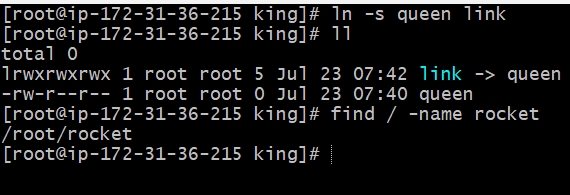 [root@ip-172-31-36-215 king]# ln -s queen link
[root@ip-172-31-36-215 king]# ll
total 0
lrwxrwxrwx 1 root root 5 Jul 23 07:42 link -> queen
-rw-r--r-- 1 root root 0 Jul 23 07:40 queen
[root@ip-172-31-36-215 king]# find / -name rocket
/root/rocket
[root@ip-172-31-36-215 king]#